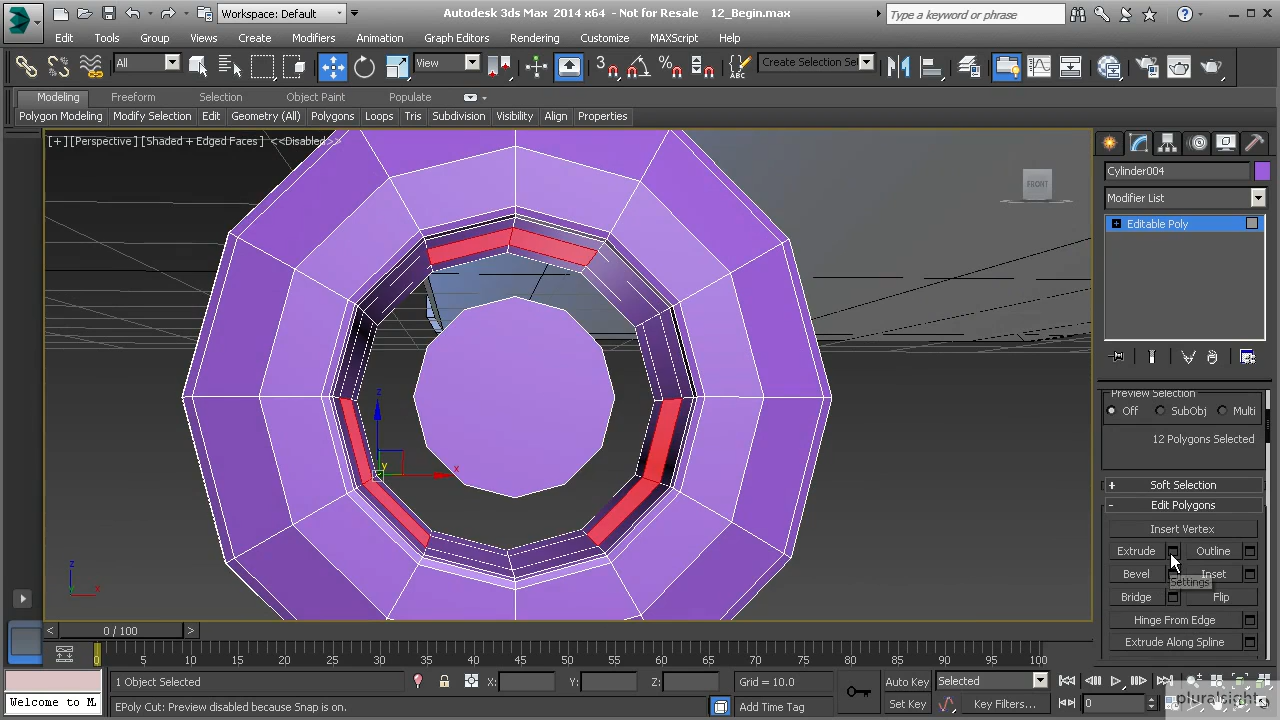 Workspace: Default
Autodesk 3ds Max 2014 x64 - Not for Resale 12_Begin.max
Type a keyword or phrase
Edit Tools Group Views Create Modifiers Animation Graph Editors Rendering Customize MAXScript Help
All View Create Selection Se
Modeling Freeform Selection Object Paint Populate
Polygon Modeling Modify Selection Edit Geometry (All) Polygons Loops Tris Subdivision Visibility Align Properties
[+] [Perspective] [Shaded + Edged Faces] <<Disabled>>
FRONT
Cylinder004
Modifier List
Editable Poly
Preview Selection
Off SubObj Multi
12 Polygons Selected
+ Soft Selection
- Edit Polygons
Insert Vertex
Extrude Outline
Bevel Inset
Settings
Bridge Flip
Hinge From Edge
Extrude Along Spline
z
x
y
z
x
< 0 / 100 >
0 5 10 15 20 25 30 35 40 45 50 55 60 65 70 75 80 85 90 95 100
1 Object Selected X: Y: Z: Grid = 10.0 Auto Key Selected
Welcome to M EPoly Cut: Preview disabled because Snap is on. Add Time Tag Set Key Key Filters... 0
pluralsight